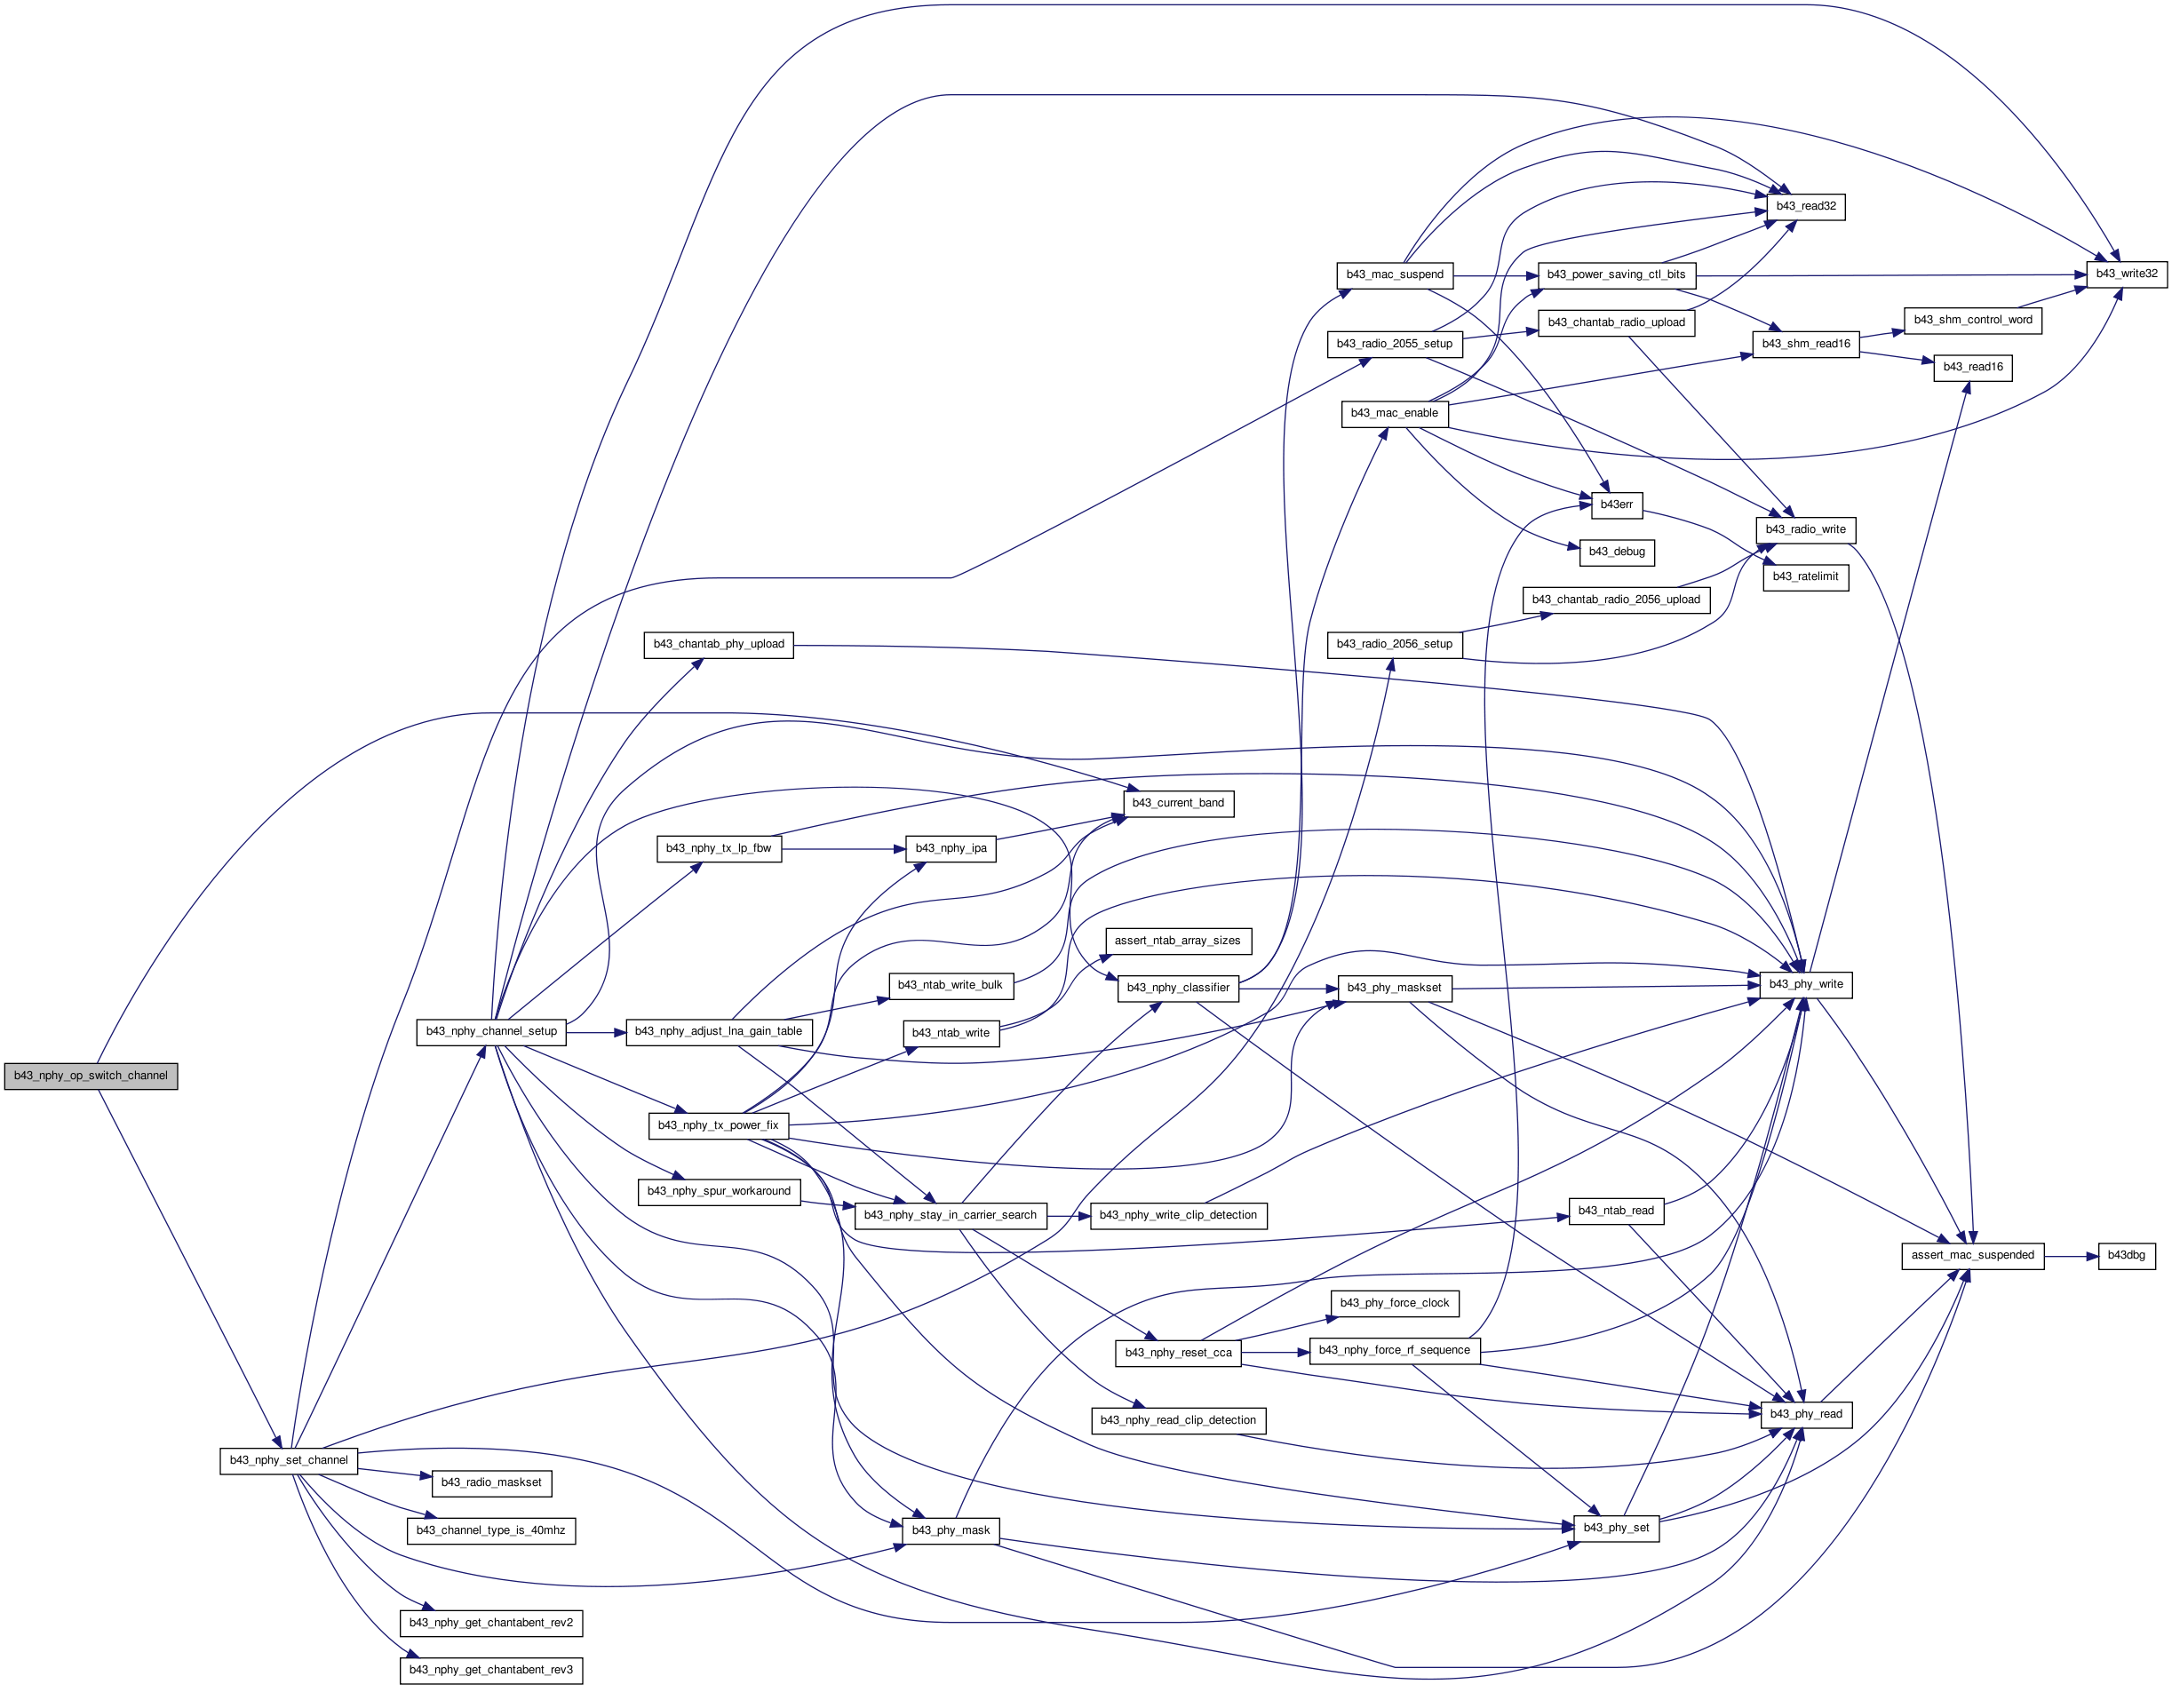 b43_nphy_op_switch_channel
b43_nphy_set_channel
b43_nphy_channel_setup
b43_radio_maskset
b43_channel_type_is_40mhz
b43_nphy_get_chantabent_rev2
b43_nphy_get_chantabent_rev3
b43_chantab_phy_upload
b43_nphy_tx_lp_fbw
b43_nphy_adjust_lna_gain_table
b43_nphy_tx_power_fix
b43_nphy_spur_workaround
b43_nphy_ipa
b43_ntab_write_bulk
b43_ntab_write
b43_nphy_stay_in_carrier_search
b43_phy_mask
b43_current_band
assert_ntab_array_sizes
b43_nphy_classifier
b43_nphy_write_clip_detection
b43_nphy_reset_cca
b43_nphy_read_clip_detection
b43_mac_suspend
b43_radio_2055_setup
b43_mac_enable
b43_radio_2056_setup
b43_phy_maskset
b43_phy_force_clock
b43_nphy_force_rf_sequence
b43_power_saving_ctl_bits
b43_chantab_radio_upload
b43err
b43_debug
b43_chantab_radio_2056_upload
b43_ntab_read
b43_phy_set
b43_read32
b43_shm_read16
b43_radio_write
b43_ratelimit
b43_phy_write
b43_phy_read
b43_shm_control_word
b43_read16
assert_mac_suspended
b43_write32
b43dbg